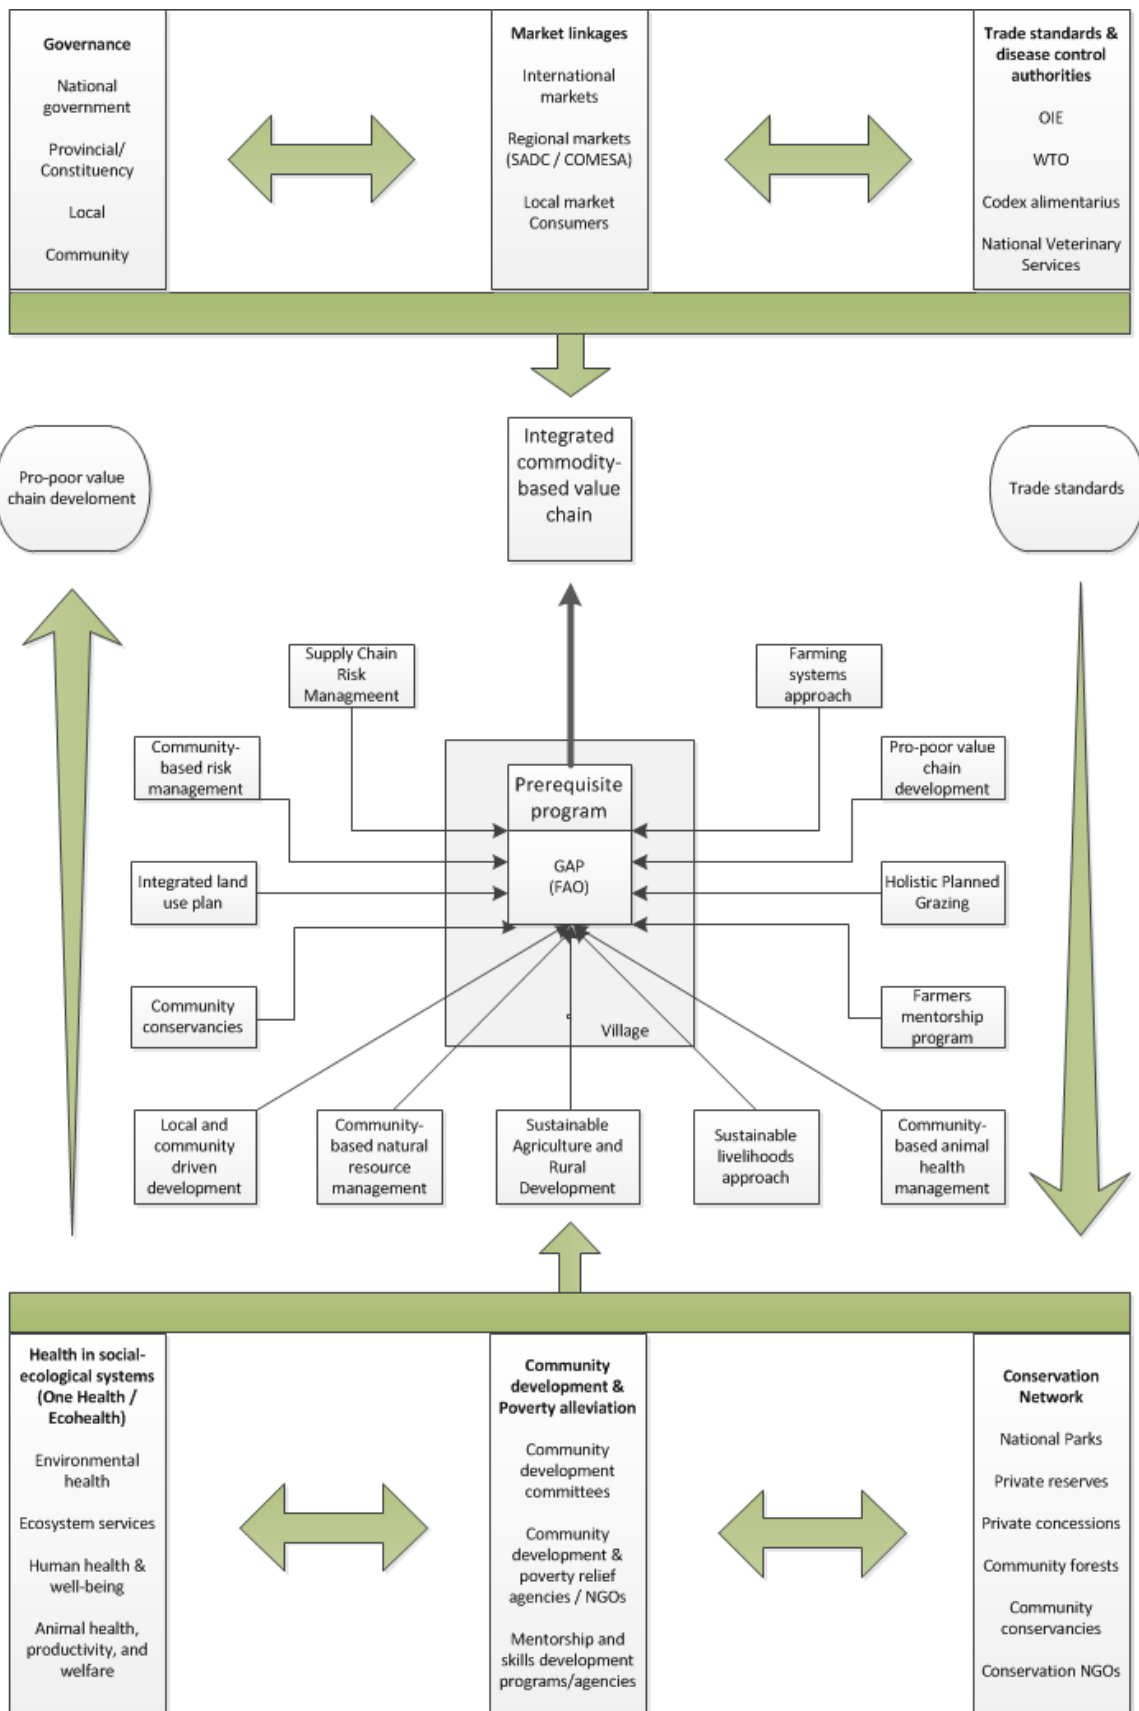 Governance
National
government
Provincial/
Constituency
Local
Community
Market linkages
International
markets
Regional markets
(SADC / COMESA)
Local market
Consumers
Trade standards &
disease control
authorities
OIE
WTO
Codex alimentarius
National Veterinary
Services
Pro-poor value
chain develoment
Integrated
commodity-
based value
chain
Trade standards
Supply Chain
Risk
Managmeent
Farming
systems
approach
Community-
based risk
management
Prerequisite
program
Pro-poor value
chain
development
Integrated land
use plan
GAP
(FAO)
Holistic Planned
Grazing
Community
conservancies
Village
Farmers
mentorship
program
Local and
community
driven
development
Community-
based natural
resource
management
Sustainable
Agriculture and
Rural
Development
Sustainable
livelihoods
approach
Community-
based animal
health
management
Health in social-
ecological systems
(One Health /
Ecohealth)
Environmental
health
Ecosystem services
Human health &
well-being
Animal health,
productivity, and
welfare
Community
development &
Poverty alleviation
Community
development
committees
Community
development &
poverty relief
agencies / NGOs
Mentorship and
skills development
programs/agencies
Conservation
Network
National Parks
Private reserves
Private concessions
Community forests
Community
conservancies
Conservation NGOs